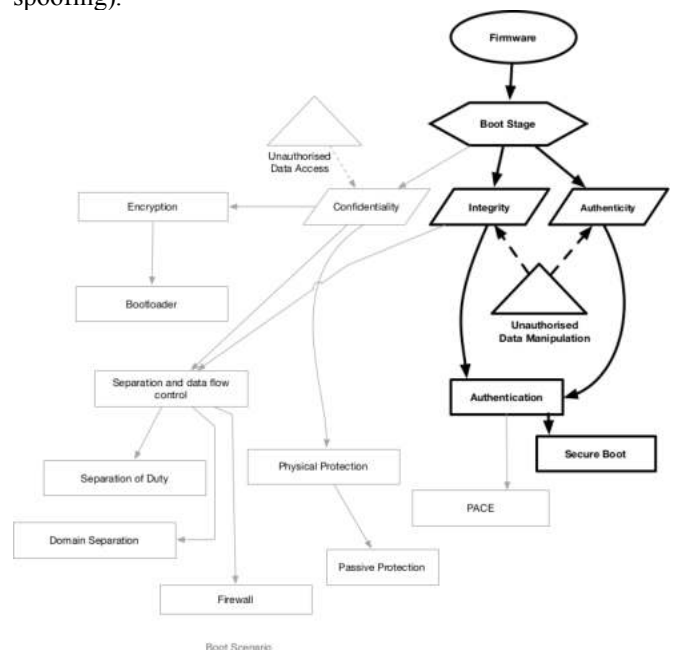 spoofing).
Firmware
Boot Stage
Unauthorised
Data Access
Encryption
Confidentiality
Integrity
Authenticity
Bootloader
Unauthorised
Data Manipulation
Separation and data flow
control
Authentication
Secure Boot
Physical Protection
Separation of Duty
PACE
Domain Separation
Passive Protection
Firewall
Boot Scenario